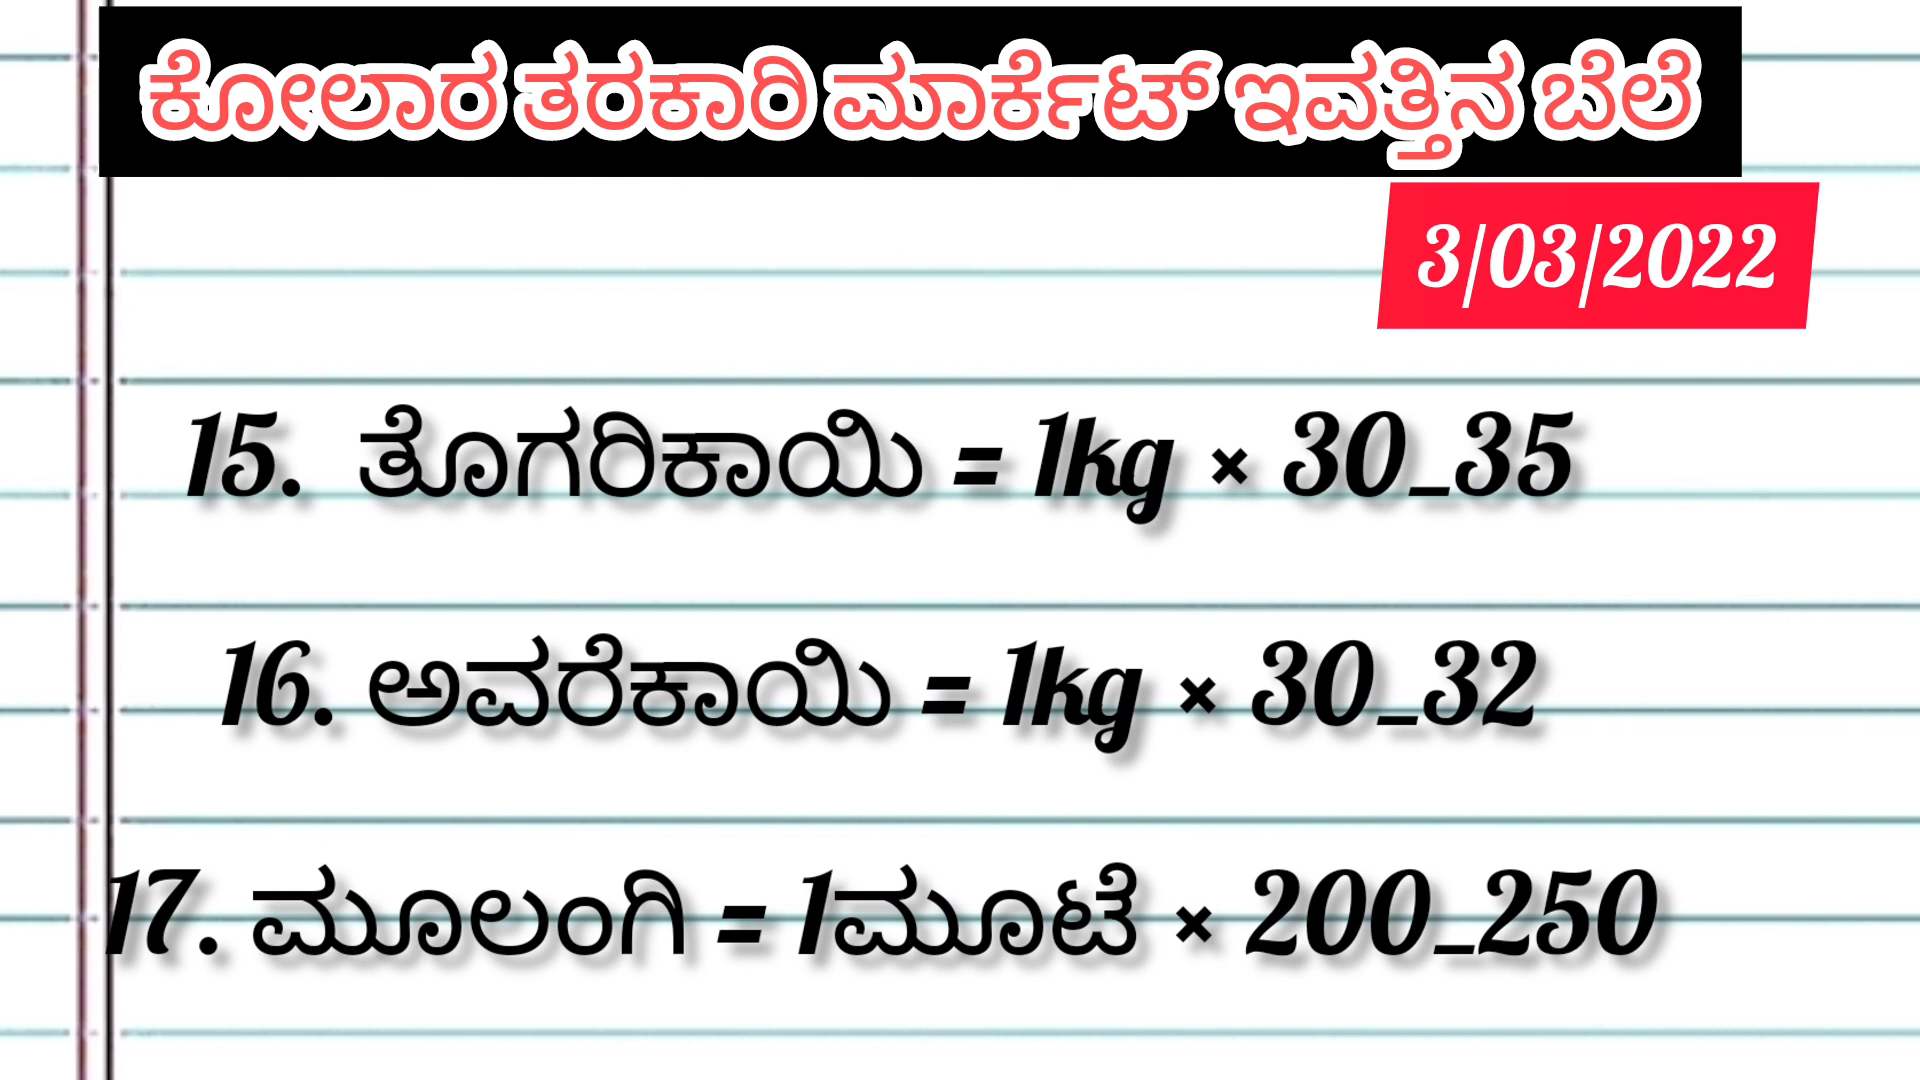 ಕೋಲಾರ ತರಕಾರಿ ಮಾರ್ಕೆಟ್ ಇವತ್ತಿನ ಬೆಲೆ
3/03/2022
15. ತೊಗರಿಕಾಯಿ = 1kg × 30_35
16. ಅವರೆಕಾಯಿ = 1kg × 30_32
17. ಮೂಲಂಗಿ = 1ಮೂಟೆ × 200_250